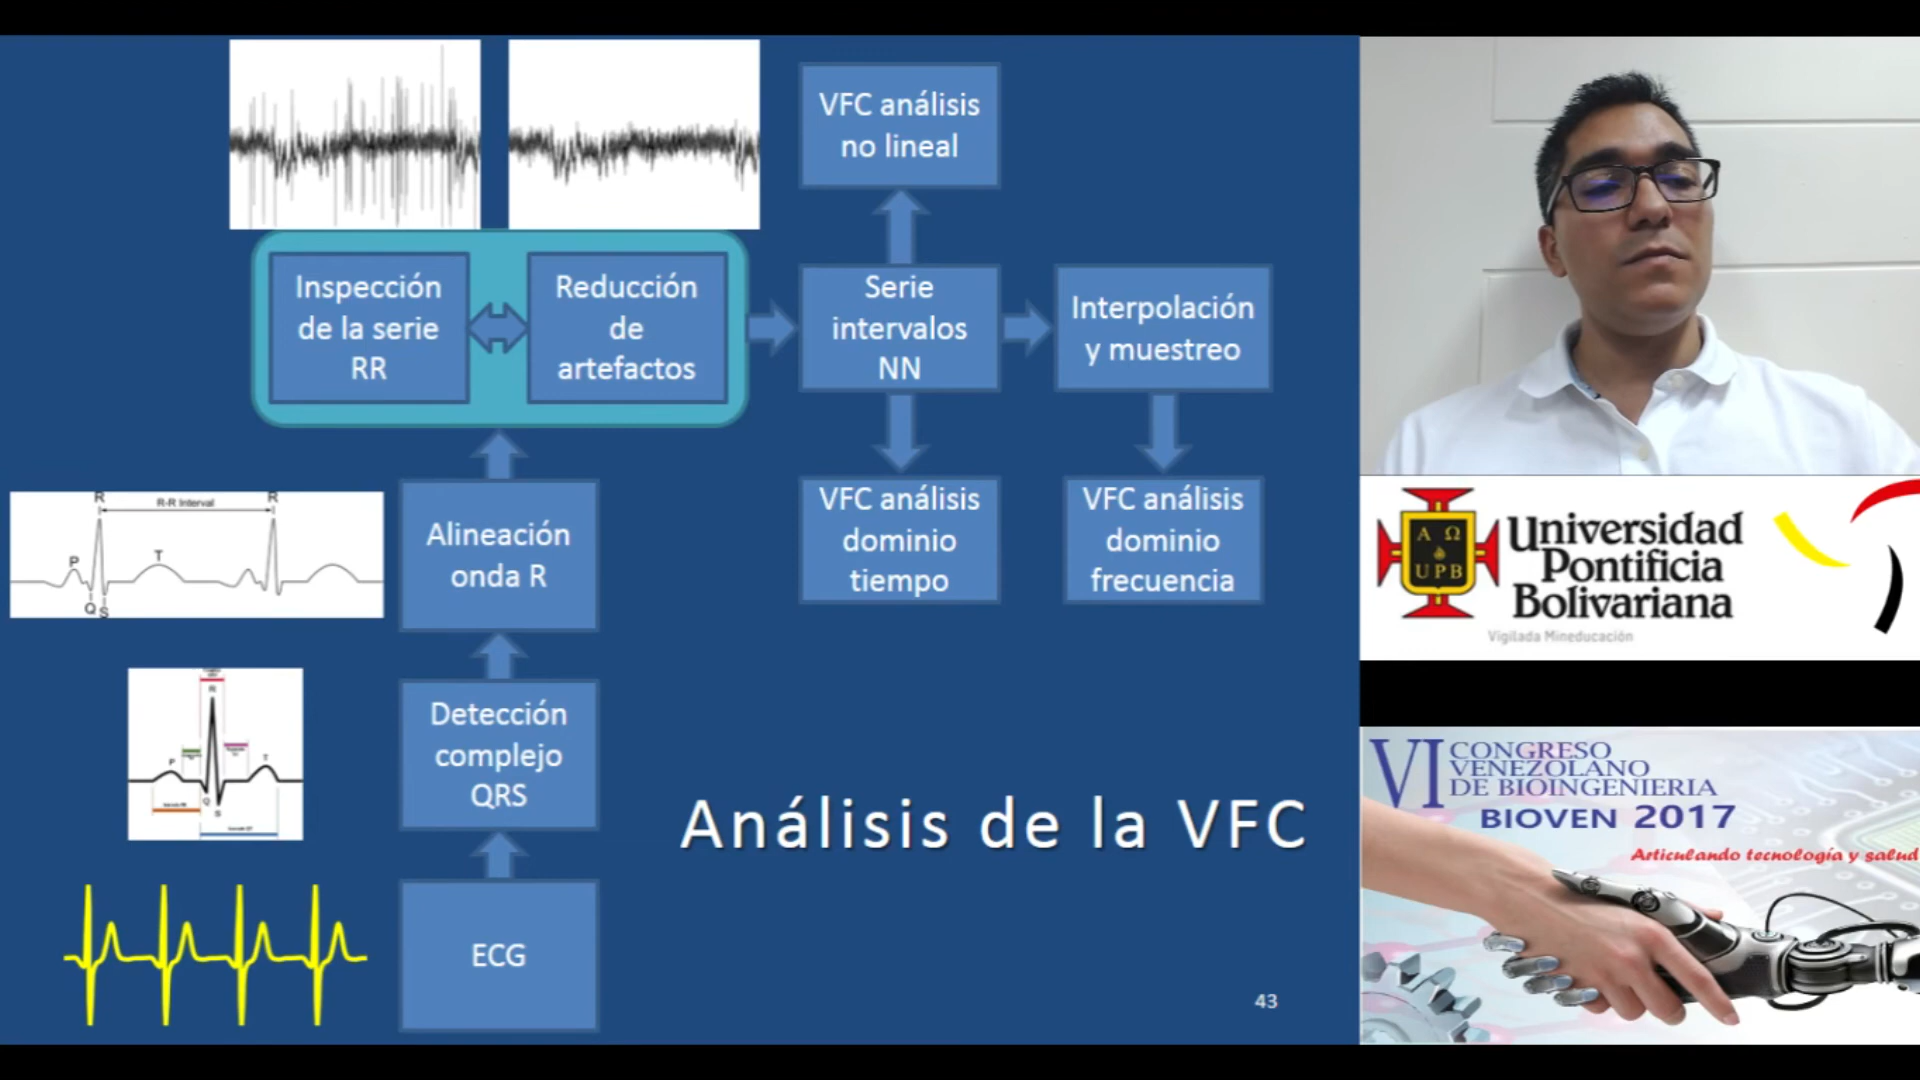 VFC análisis
no lineal
Inspección
de la serie
RR
Reducción
de
artefactos
Serie
intervalos
NN
Interpolación
y muestreo
R
R-R Interval
R
P
T
Q
S
Alineación
onda R
VFC análisis
dominio
tiempo
VFC análisis
dominio
frecuencia
R
P
T
Q
S
Detección
complejo
QRS
Análisis de la VFC
ECG
43
Α Ω
UPB
Universidad
Pontificia
Bolivariana
Vigilada Mineducación
VI CONGRESO
VENEZOLANO
DE BIOINGENIERIA
BIOVEN 2017
Articulando tecnología y salud